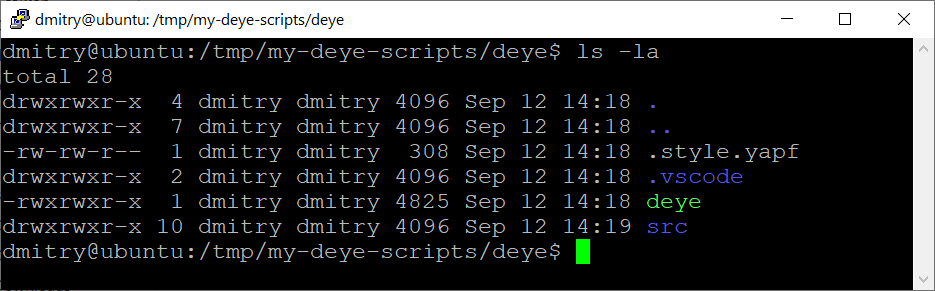 dmitry@ubuntu: /tmp/my-deye-scripts/deye
dmitry@ubuntu:/tmp/my-deye-scripts/deye$ ls -la
total 28
drwxrwxr-x  4 dmitry dmitry 4096 Sep 12 14:18 .
drwxrwxr-x  7 dmitry dmitry 4096 Sep 12 14:18 ..
-rw-rw-r--  1 dmitry dmitry  308 Sep 12 14:18 .style.yapf
drwxrwxr-x  2 dmitry dmitry 4096 Sep 12 14:18 .vscode
-rwxrwxr-x  1 dmitry dmitry 4825 Sep 12 14:18 deye
drwxrwxr-x 10 dmitry dmitry 4096 Sep 12 14:19 src
dmitry@ubuntu:/tmp/my-deye-scripts/deye$